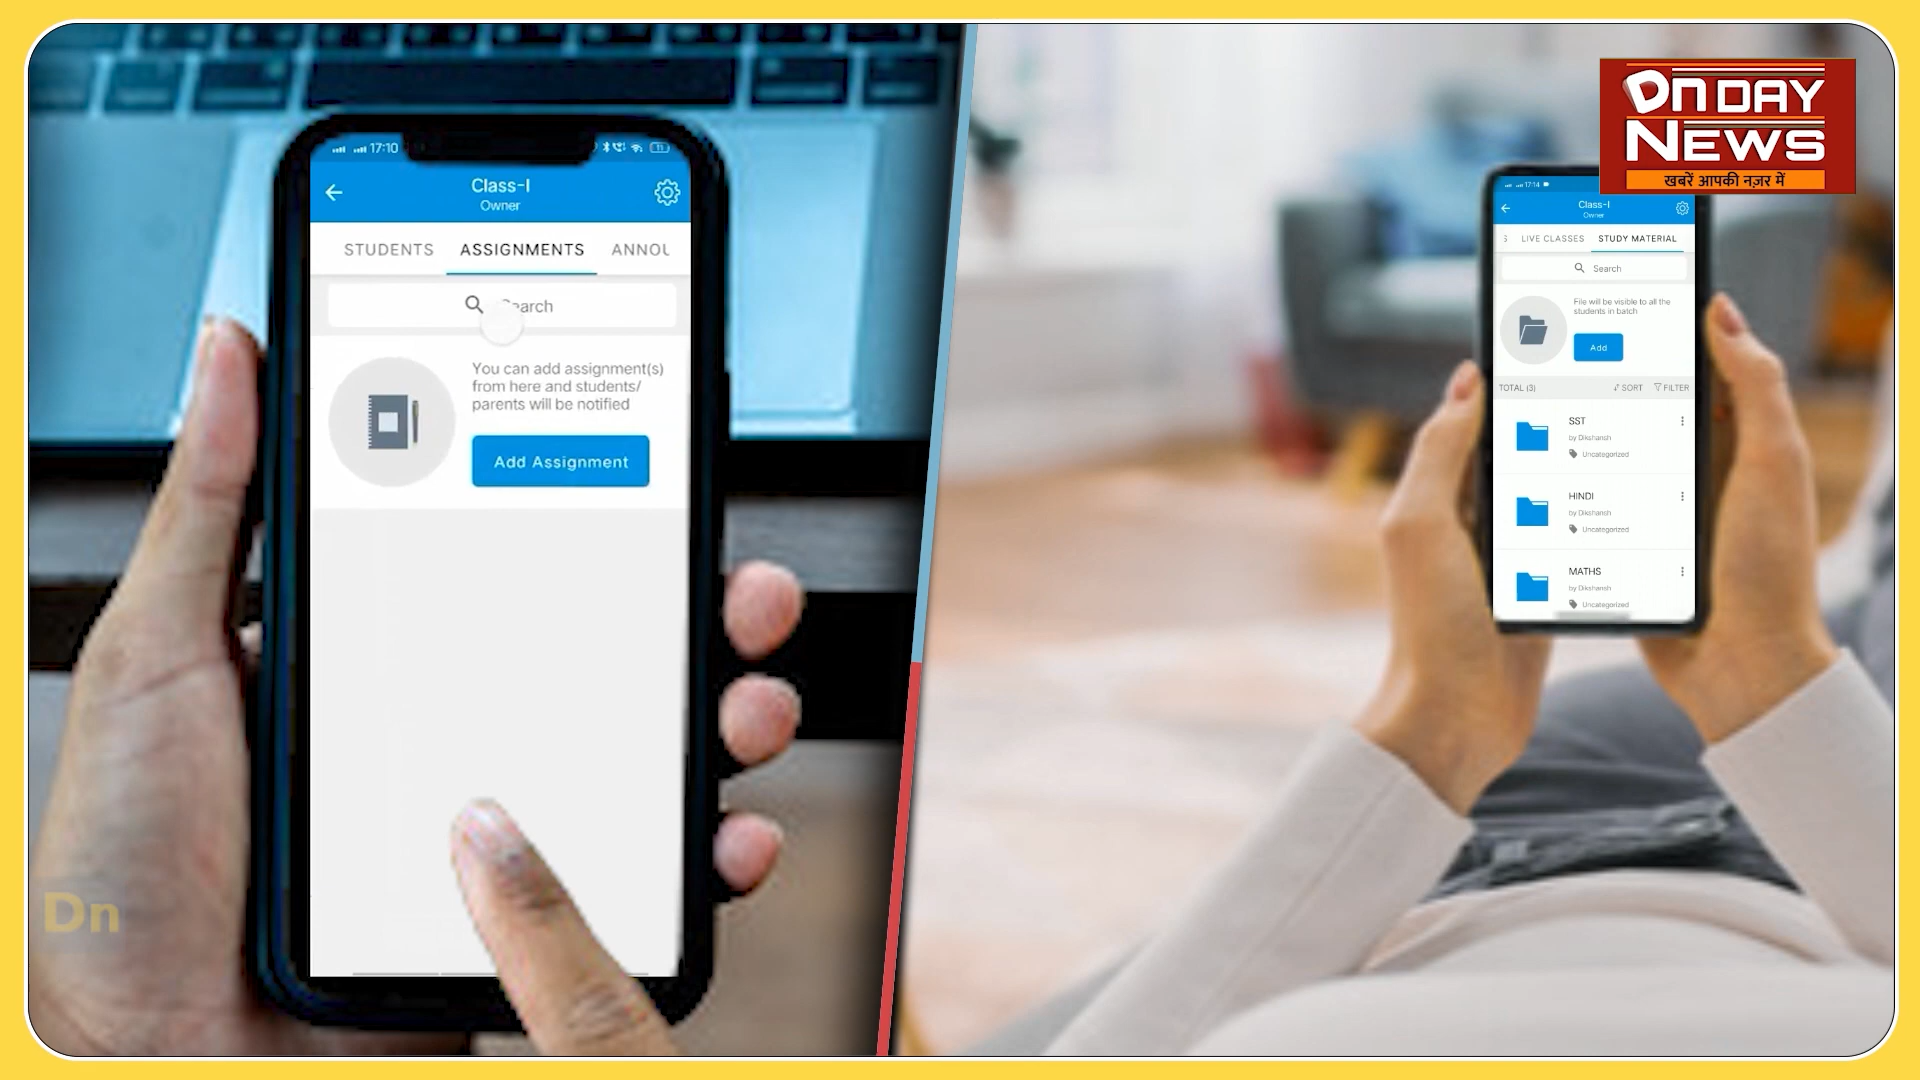 17:10
Class-I
Owner
STUDENTS ASSIGNMENTS ANNOU
earch
You can add assignment(s)
from here and students/
parents will be notified
Add Assignment
Dn
Dn DAY
NEWS
खबरें आपकी नज़र में
17:14
Class-I
Owner
S LIVE CLASSES STUDY MATERIAL
Search
File will be visible to all the
students in batch
Add
TOTAL (3) SORT FILTER
SST
by Dikshansh
Uncategorized
HINDI
by Dikshansh
Uncategorized
MATHS
by Dikshansh
Uncategorized